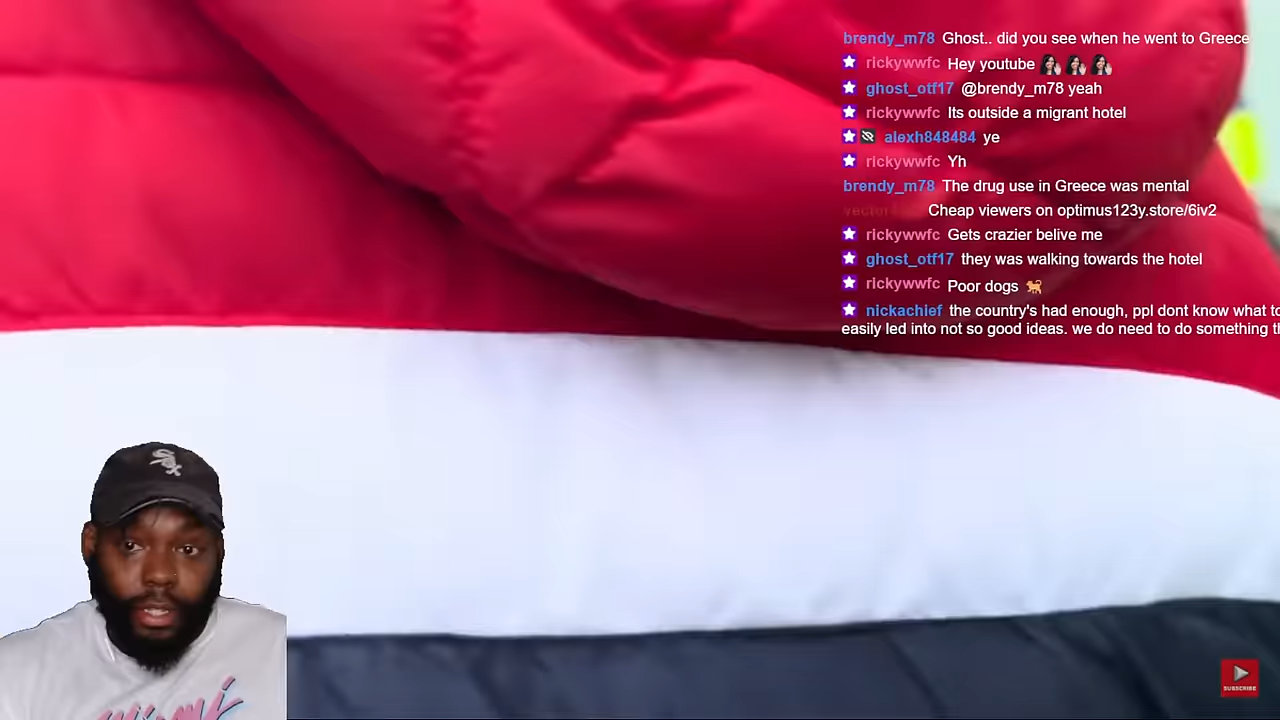 brendy_m78 Ghost.. did you see when he went to Greece
rickywwfc Hey youtube
ghost_otf17 @brendy_m78 yeah
rickywwfc Its outside a migrant hotel
alexh848484 ye
rickywwfc Yh
brendy_m78 The drug use in Greece was mental
Cheap viewers on optimus123y.store/6iv2
rickywwfc Gets crazier belive me
ghost_otf17 they was walking towards the hotel
rickywwfc Poor dogs
nickachief the country's had enough, ppl dont know what to
easily led into not so good ideas. we do need to do something
Sox
SUBSCRIBE